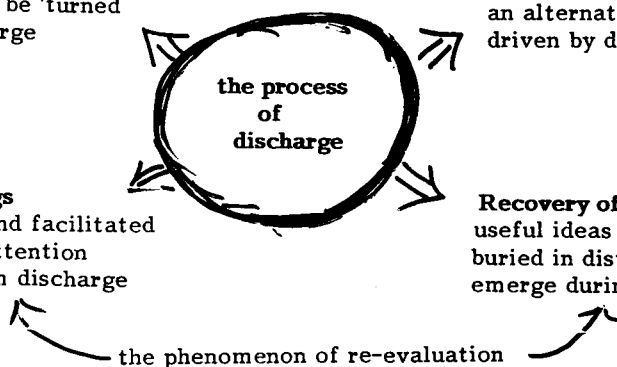 be 'turned
rge
an alternat
driven by d
the process
of
discharge
gs
nd facilitated
ttention
n discharge
Recovery of
useful ideas
buried in dis
emerge durin
the phenomenon of re-evaluation